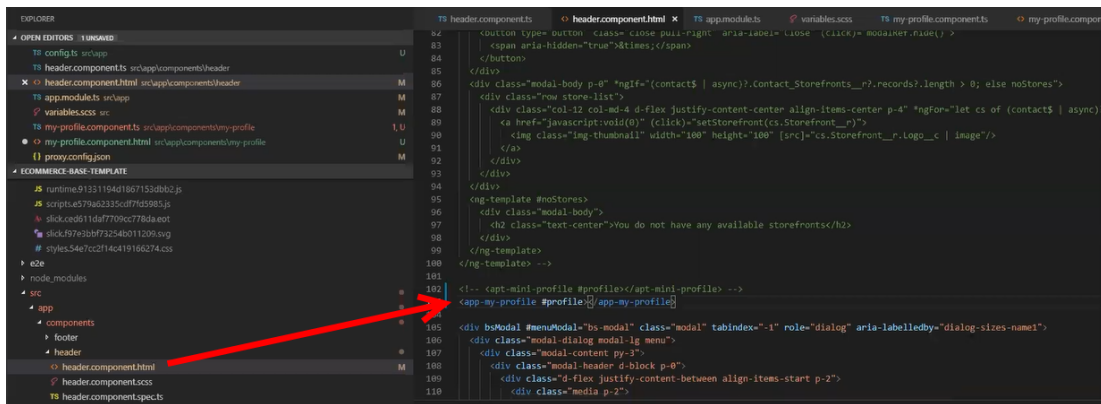 EXPLORER
OPEN EDITORS 1 UNSAVED
TS config.ts src\app U
TS header.component.ts src\app\components\header
header.component.html src\app\components\header M
TS app.module.ts src\app M
variables.scss src M
TS my-profile.component.ts src\app\components\my-profile 1, U
my-profile.component.html src\app\components\my-profile U
{} proxy.config.json M
ECOMMERCE-BASE-TEMPLATE
JS runtime.91331194d1867153dbb2.js
JS scripts.e579a62335cdf7fd5985.js
slick.ced611daf7709cc778da.eot
slick.f97e3bbf73254b011209.svg
# styles.54e7cc2f14c419166274.css
e2e
node_modules
src
app
components
footer
header
header.component.html M
header.component.scss
TS header.component.spec.ts
TS header.component.ts
header.component.html ×
TS app.module.ts
variables.scss
TS my-profile.component.ts
my-profile.compon
82 <button type="button" class="close pull-right" aria-label="Close" (click)="modalRef.hide()">
83 <span aria-hidden="true">&times;</span>
84 </button>
85 </div>
86 <div class="modal-body p-0" *ngIf="(contact$ | async)?.Contact_Storefronts__r?.records?.length > 0; else noStores">
87 <div class="row store-list">
88 <div class="col-12 col-md-4 d-flex justify-content-center align-items-center p-4" *ngFor="let cs of (contact$ | async)
89 <a href="javascript:void(0)" (click)="setStorefront(cs.Storefront__r)">
90 <img class="img-thumbnail" width="100" height="100" [src]="cs.Storefront__r.Logo__c | image"/>
91 </a>
92 </div>
93 </div>
94 </div>
95 <ng-template #noStores>
96 <div class="modal-body">
97 <h2 class="text-center">You do not have any available storefronts</h2>
98 </div>
99 </ng-template>
100 </ng-template> -->
101
102 <!-- <apt-mini-profile #profile></apt-mini-profile> -->
<app-my-profile #profile></app-my-profile>
105 <div bsModal #menuModal="bs-modal" class="modal" tabindex="-1" role="dialog" aria-labelledby="dialog-sizes-name1">
106 <div class="modal-dialog modal-lg menu">
107 <div class="modal-content py-3">
108 <div class="modal-header d-block p-0">
109 <div class="d-flex justify-content-between align-items-start p-2">
110 <div class="media p-2">